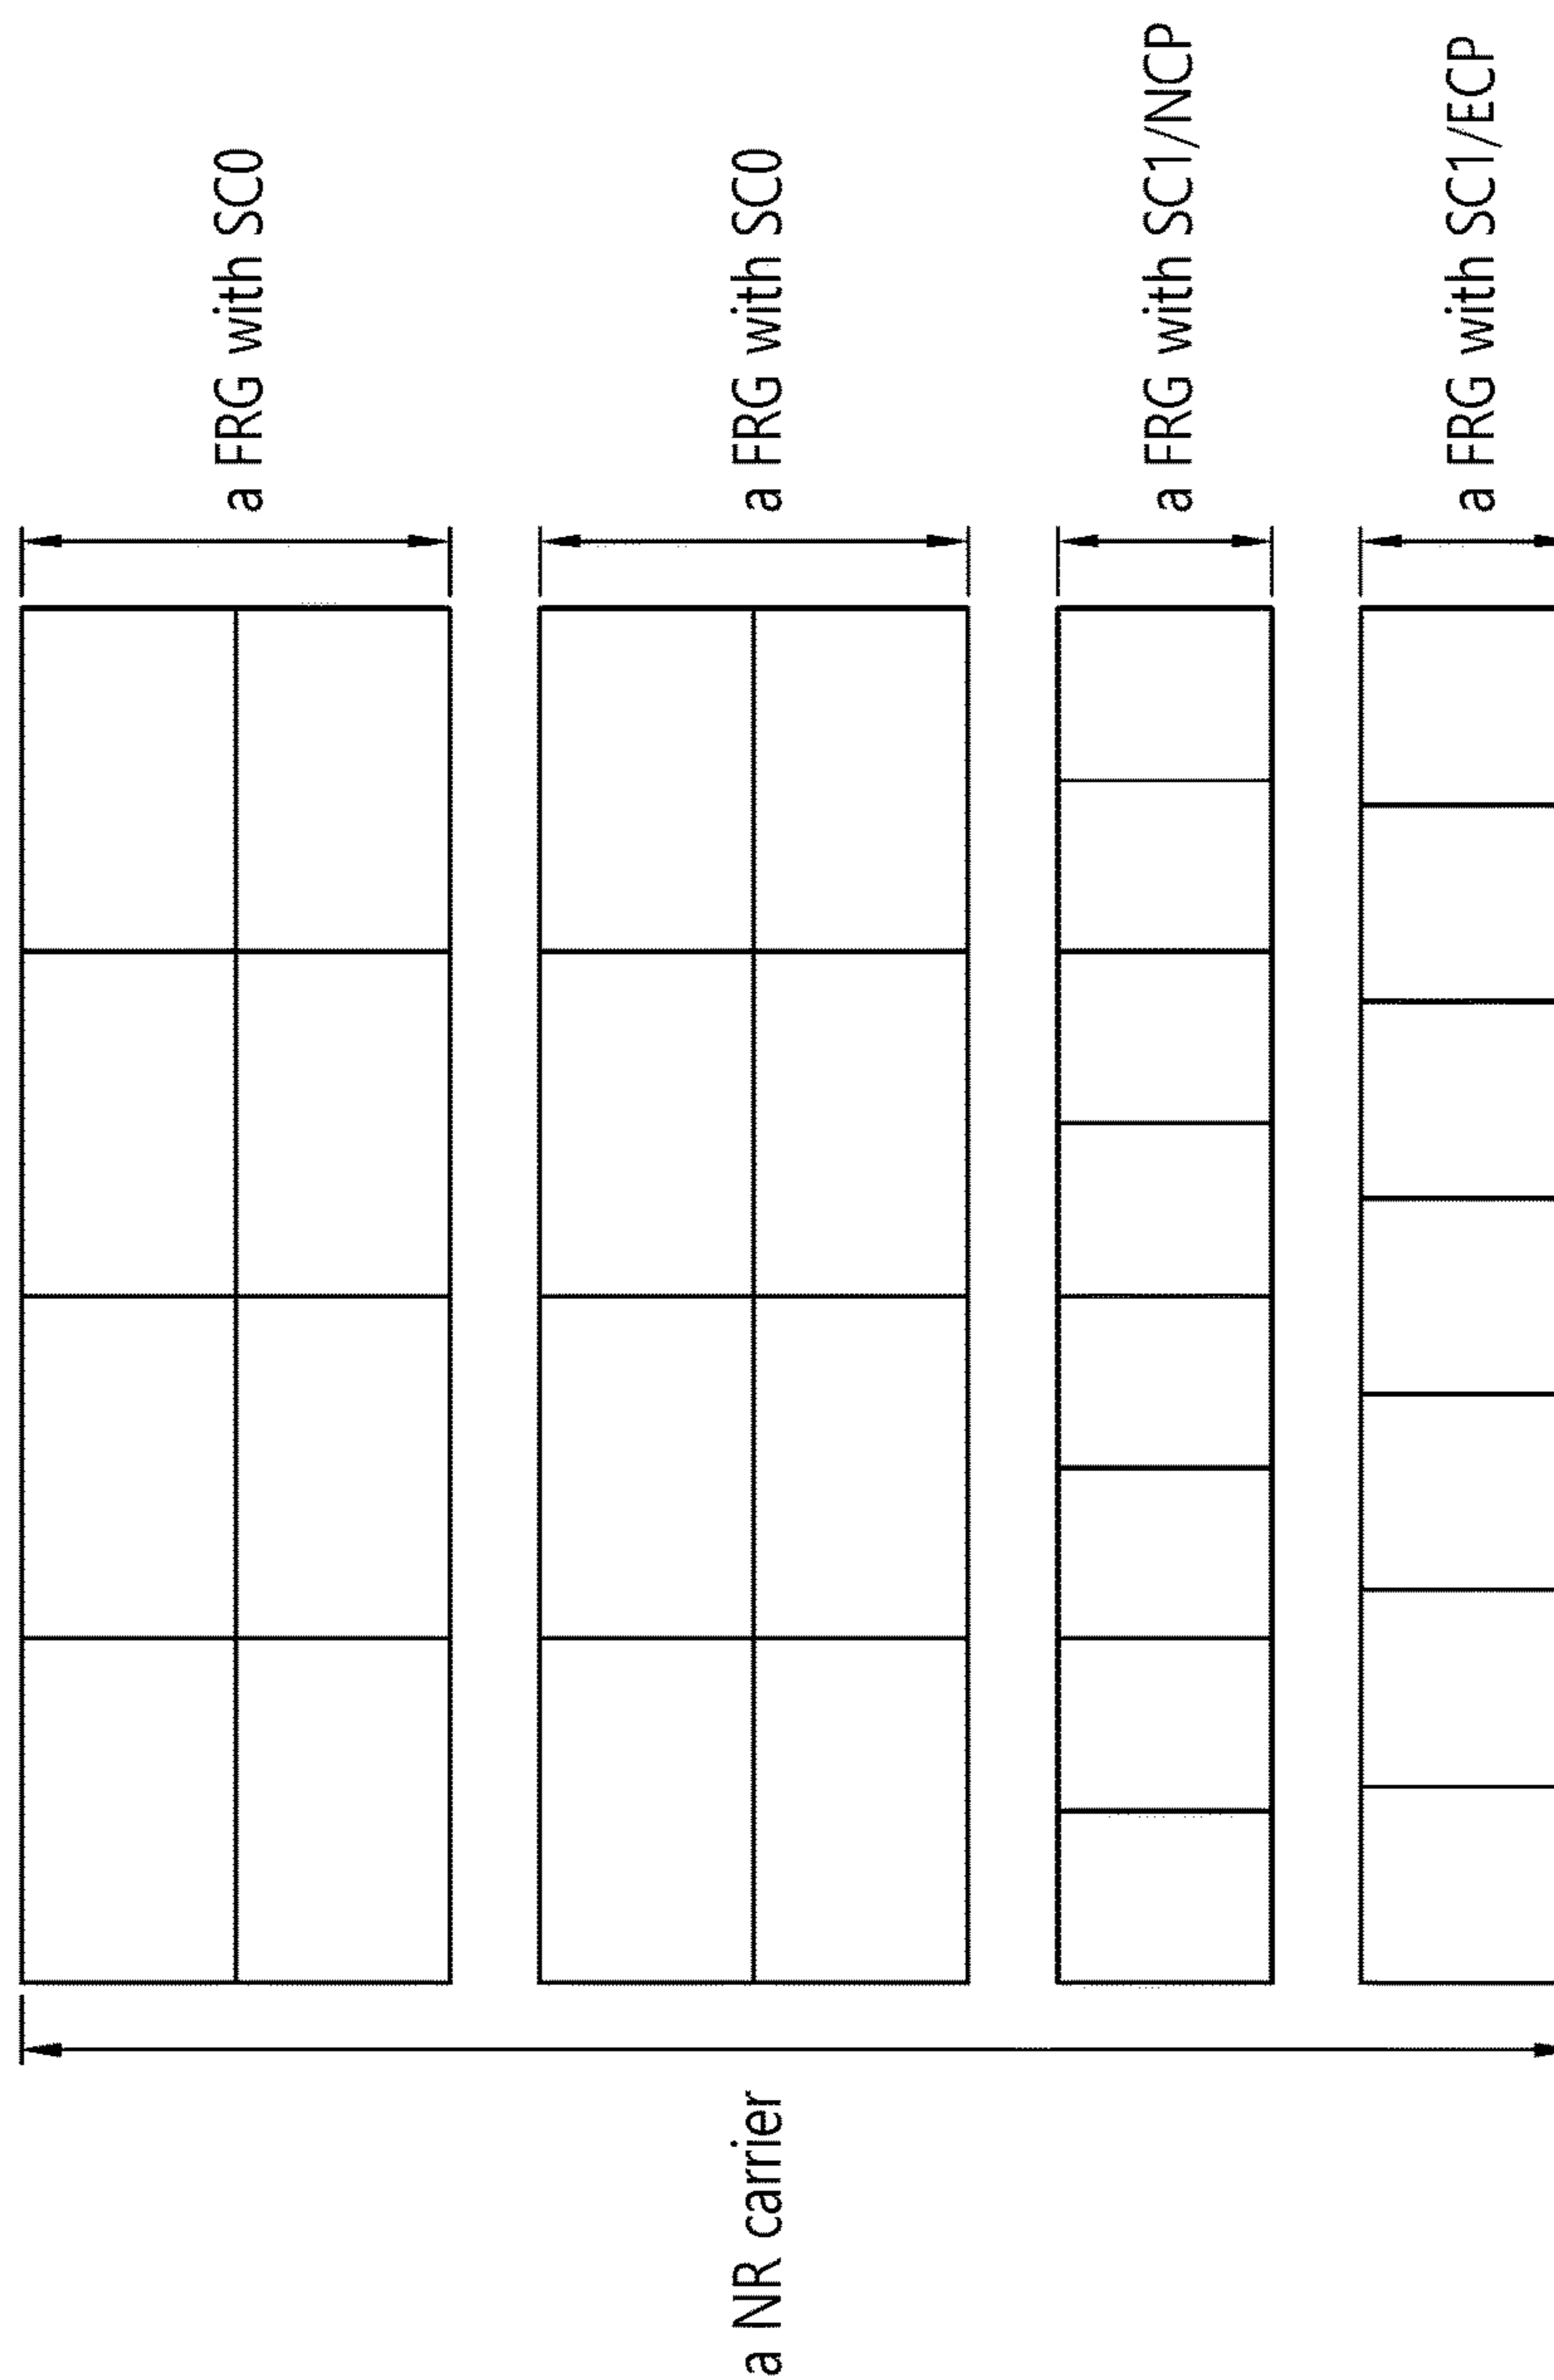 a FRG with SC0
a FRG with SC0
a FRG with SC1/NCP
a FRG with SC1/ECP
a NR carrier